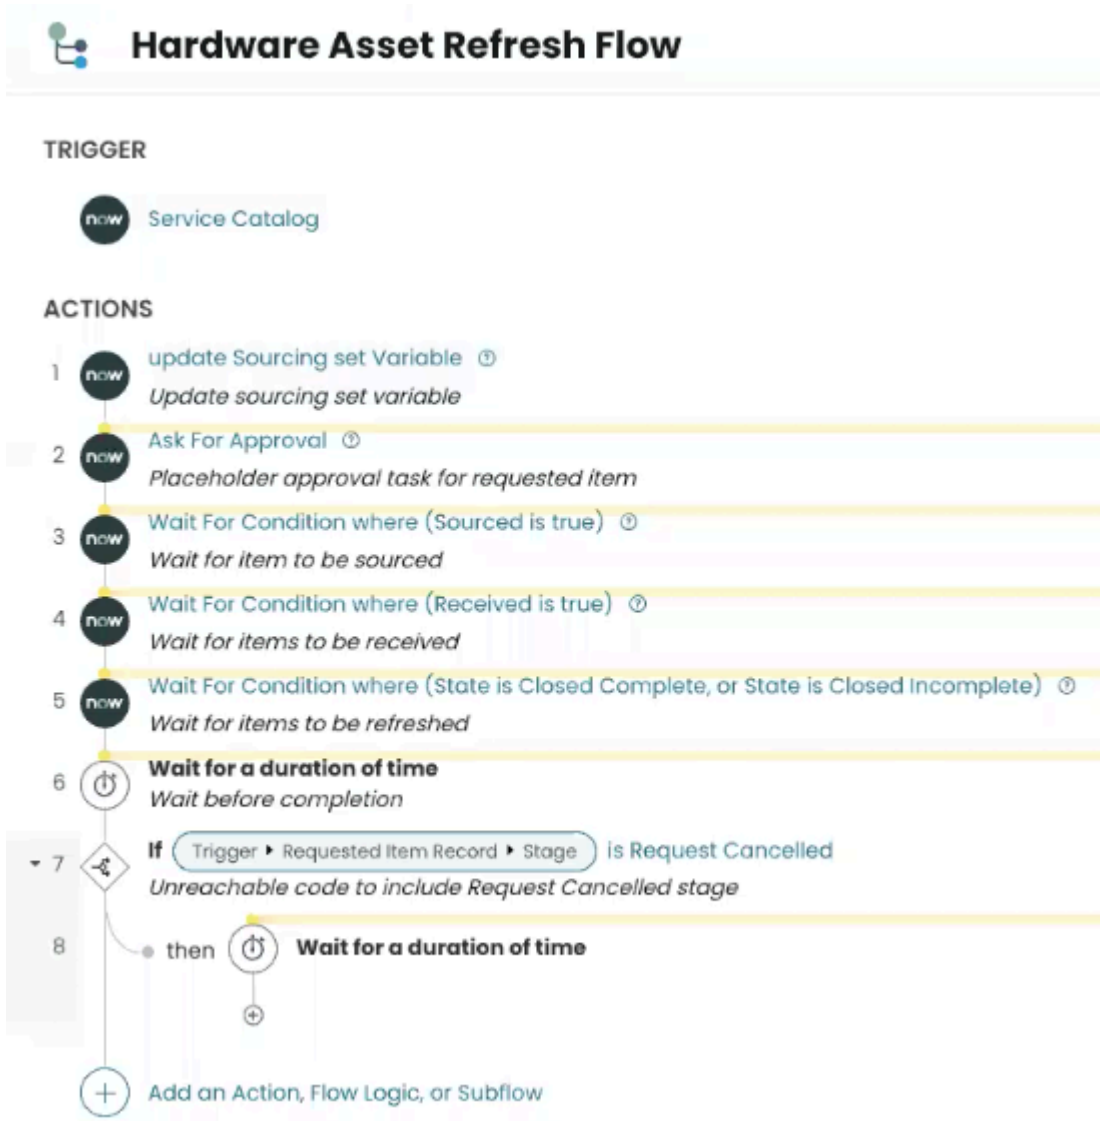 Hardware Asset Refresh Flow
TRIGGER
now Service Catalog
ACTIONS
1 now update Sourcing set Variable
Update sourcing set variable
2 now Ask For Approval
Placeholder approval task for requested item
3 now Wait For Condition where (Sourced is true)
Wait for item to be sourced
4 now Wait For Condition where (Received is true)
Wait for items to be received
5 now Wait For Condition where (State is Closed Complete, or State is Closed Incomplete)
Wait for items to be refreshed
6 Wait for a duration of time
Wait before completion
7 If Trigger ▸ Requested Item Record ▸ Stage is Request Cancelled
Unreachable code to include Request Cancelled stage
8 then Wait for a duration of time
Add an Action, Flow Logic, or Subflow